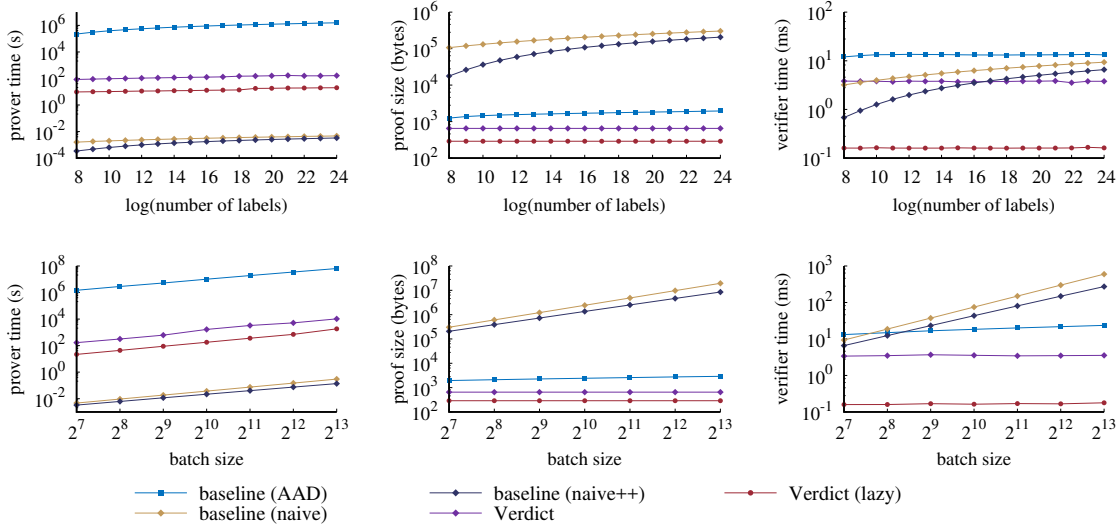 prover time (s)
10^6
10^4
10^2
10^0
10^-2
10^-4
8 10 12 14 16 18 20 22 24
log(number of labels)
proof size (bytes)
10^6
10^5
10^4
10^3
10^2
8 10 12 14 16 18 20 22 24
log(number of labels)
verifier time (ms)
10^2
10^1
10^0
10^-1
8 10 12 14 16 18 20 22 24
log(number of labels)
prover time (s)
10^8
10^6
10^4
10^2
10^0
10^-2
2^7 2^8 2^9 2^10 2^11 2^12 2^13
batch size
proof size (bytes)
10^8
10^7
10^6
10^5
10^4
10^3
10^2
2^7 2^8 2^9 2^10 2^11 2^12 2^13
batch size
verifier time (ms)
10^3
10^2
10^1
10^0
10^-1
2^7 2^8 2^9 2^10 2^11 2^12 2^13
batch size
baseline (AAD)
baseline (naive)
baseline (naive++)
Verdict
Verdict (lazy)